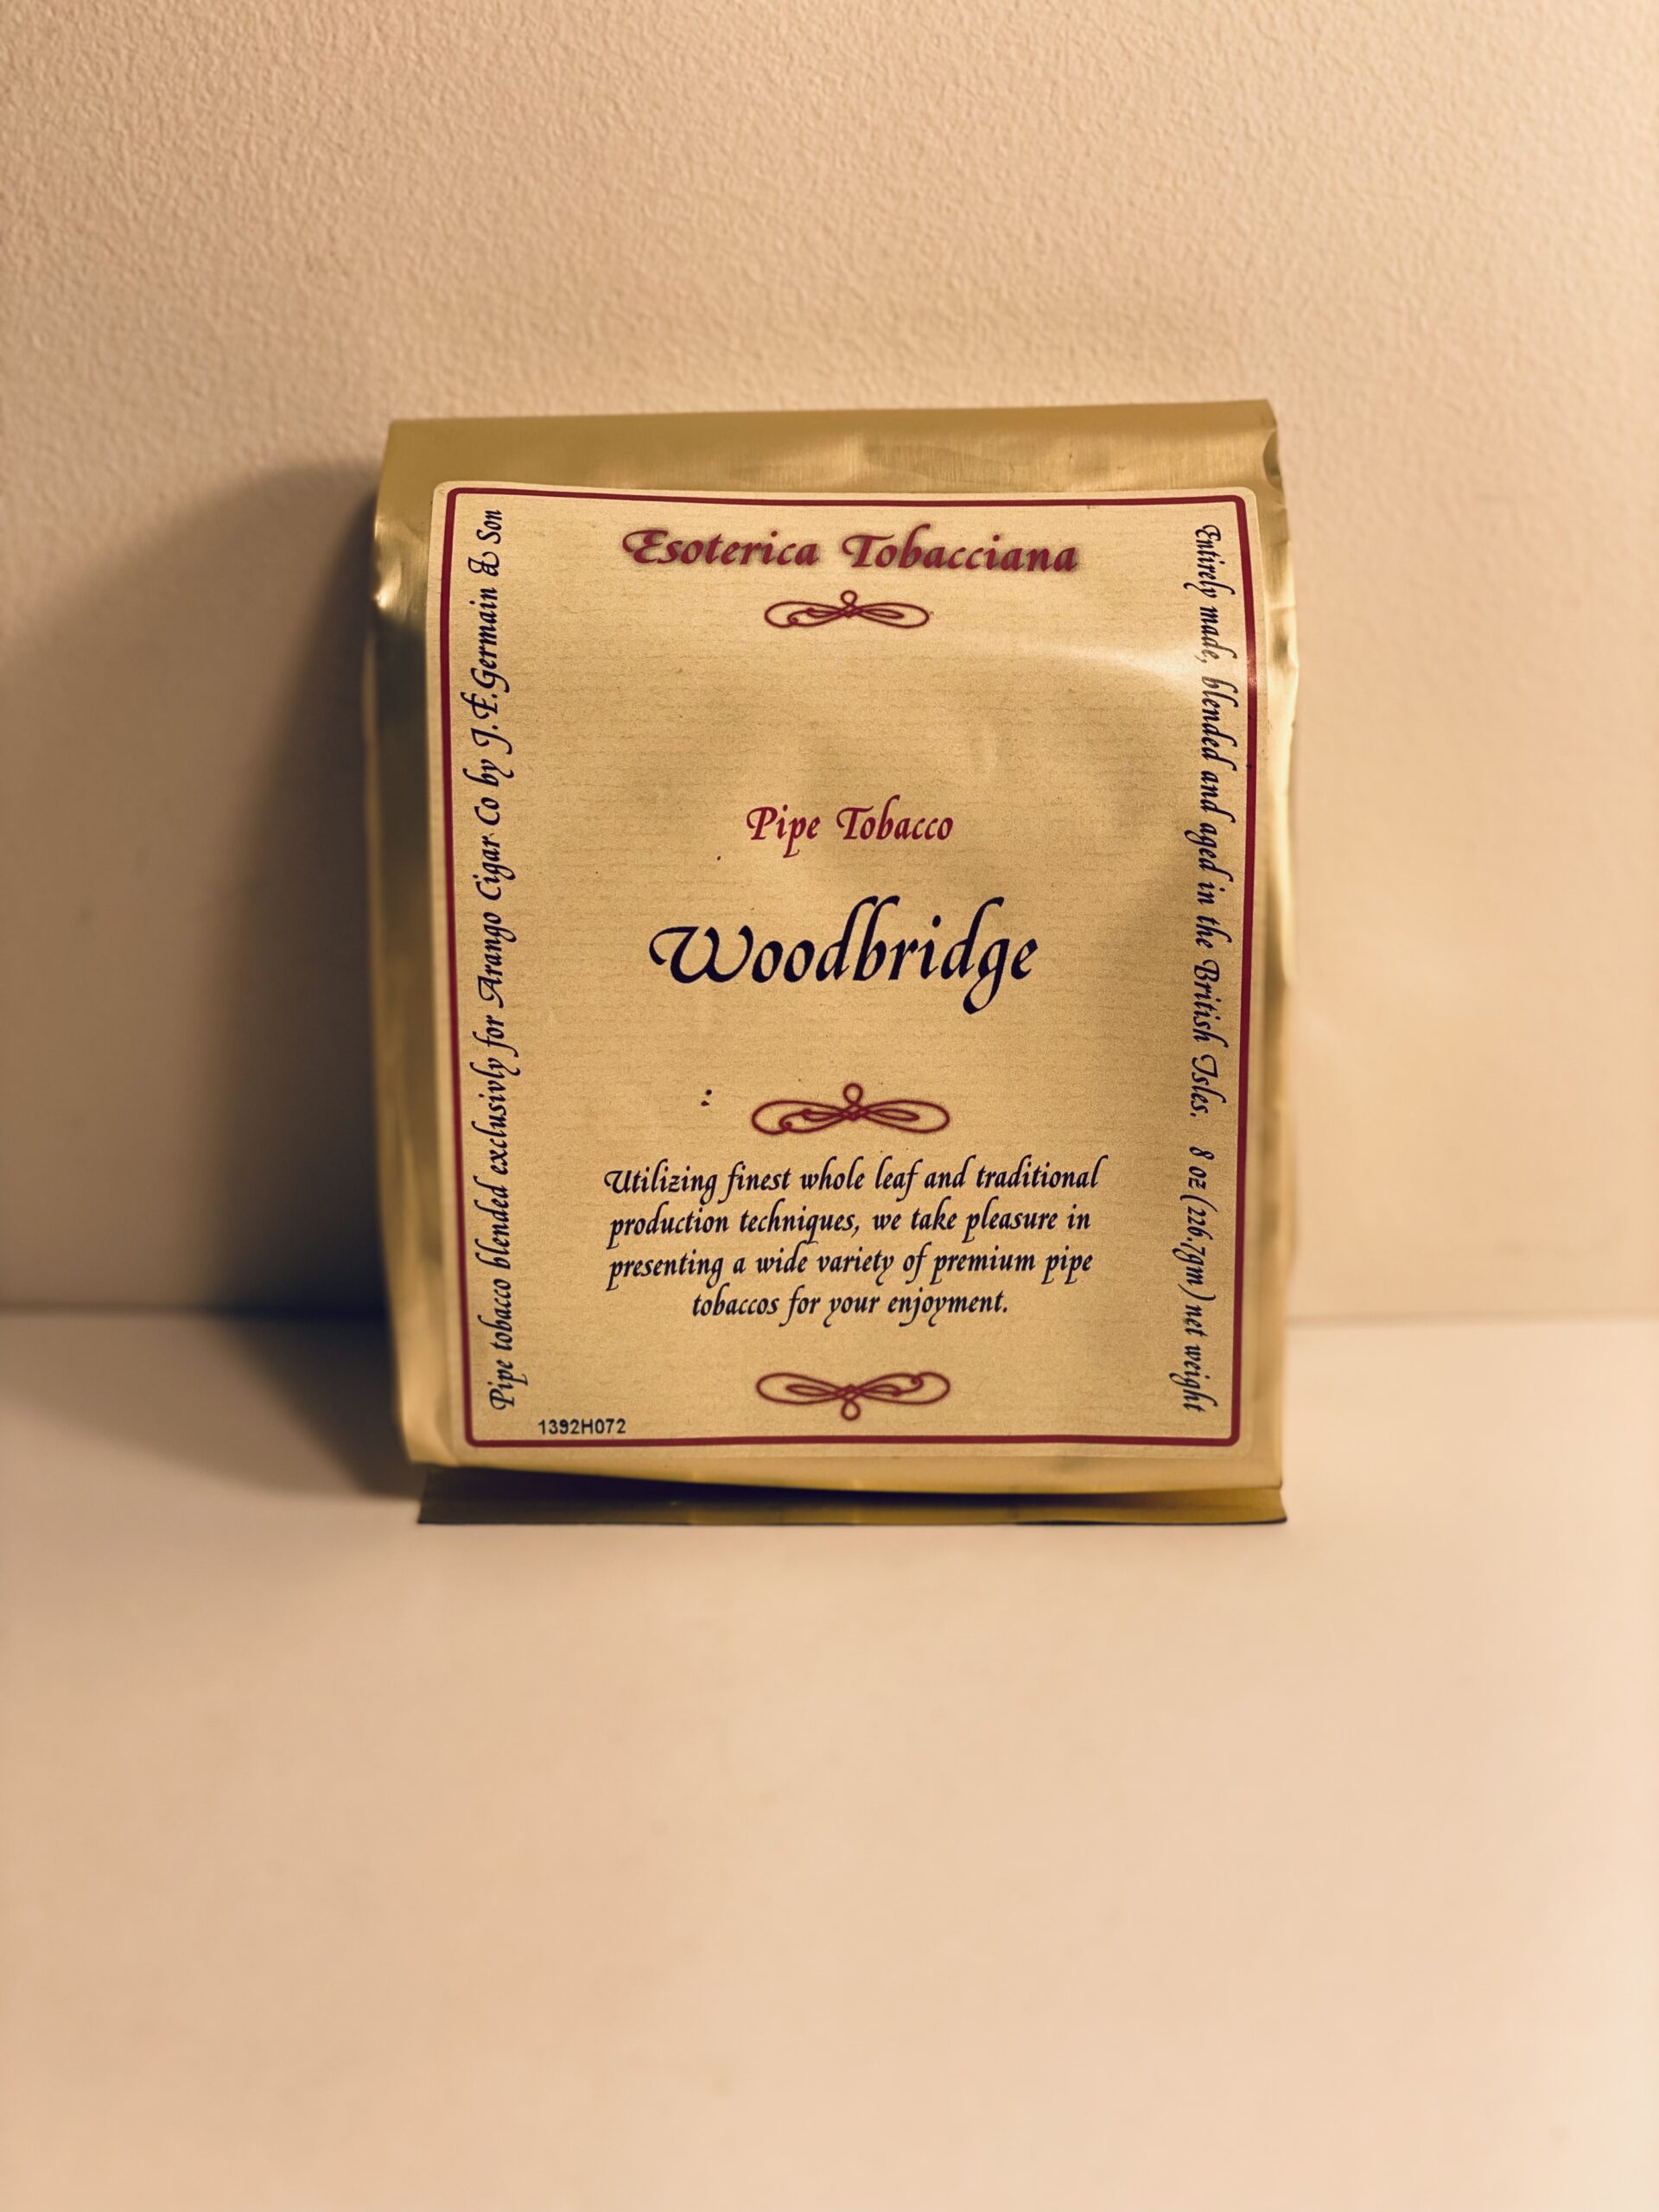 Esoterica Tobacciana
Pipe Tobacco
Woodbridge
Utilizing finest whole leaf and traditional
production techniques, we take pleasure in
presenting a wide variety of premium pipe
tobaccos for your enjoyment.
1392H072
Pipe tobacco blended exclusivly for Arango Cigar Co by J.E.Germain & Son
Entirely made, blended and aged in the British Isles. 8 oz (226.7gm) net weight